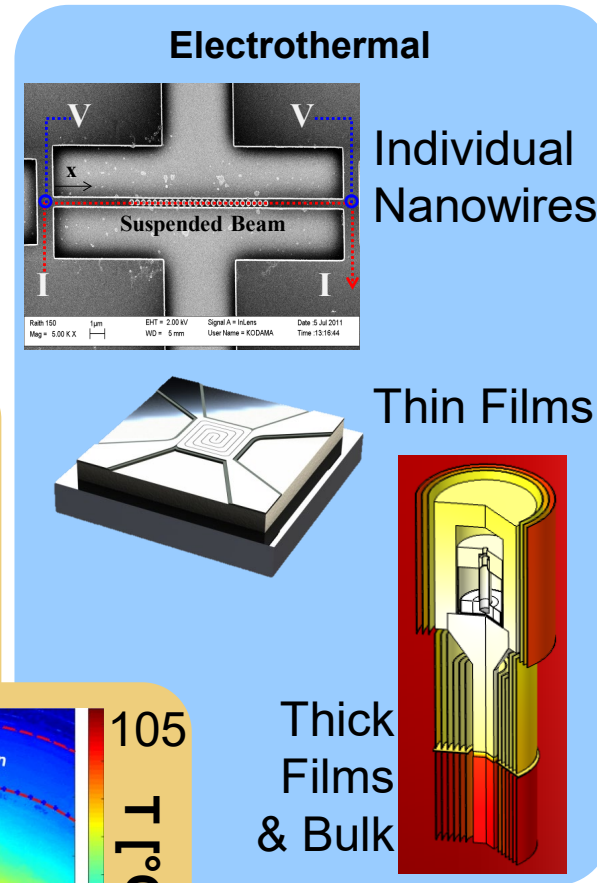 Electrothermal
V V
x
Suspended Beam
I I
Raith 150 1µm EHT = 2.00 kV Signal A = InLens Date :5 Jul 2011
Mag = 5.00 K X WD = 5 mm User Name = KODAMA Time :13:16:44
Individual
Nanowires
Thin Films
Thick
Films
& Bulk
105
n